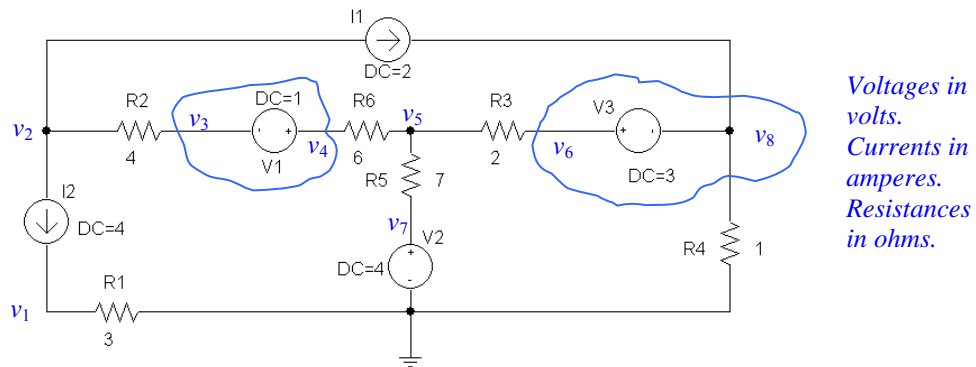 I1
DC=2
R2
DC=1
R6
R3
V3
v2
v3
v4
v5
v6
v8
4
V1
6
2
DC=3
R5
7
I2
DC=4
v7
V2
DC=4
R4
1
R1
v1
3
Voltages in
volts.
Currents in
amperes.
Resistances
in ohms.